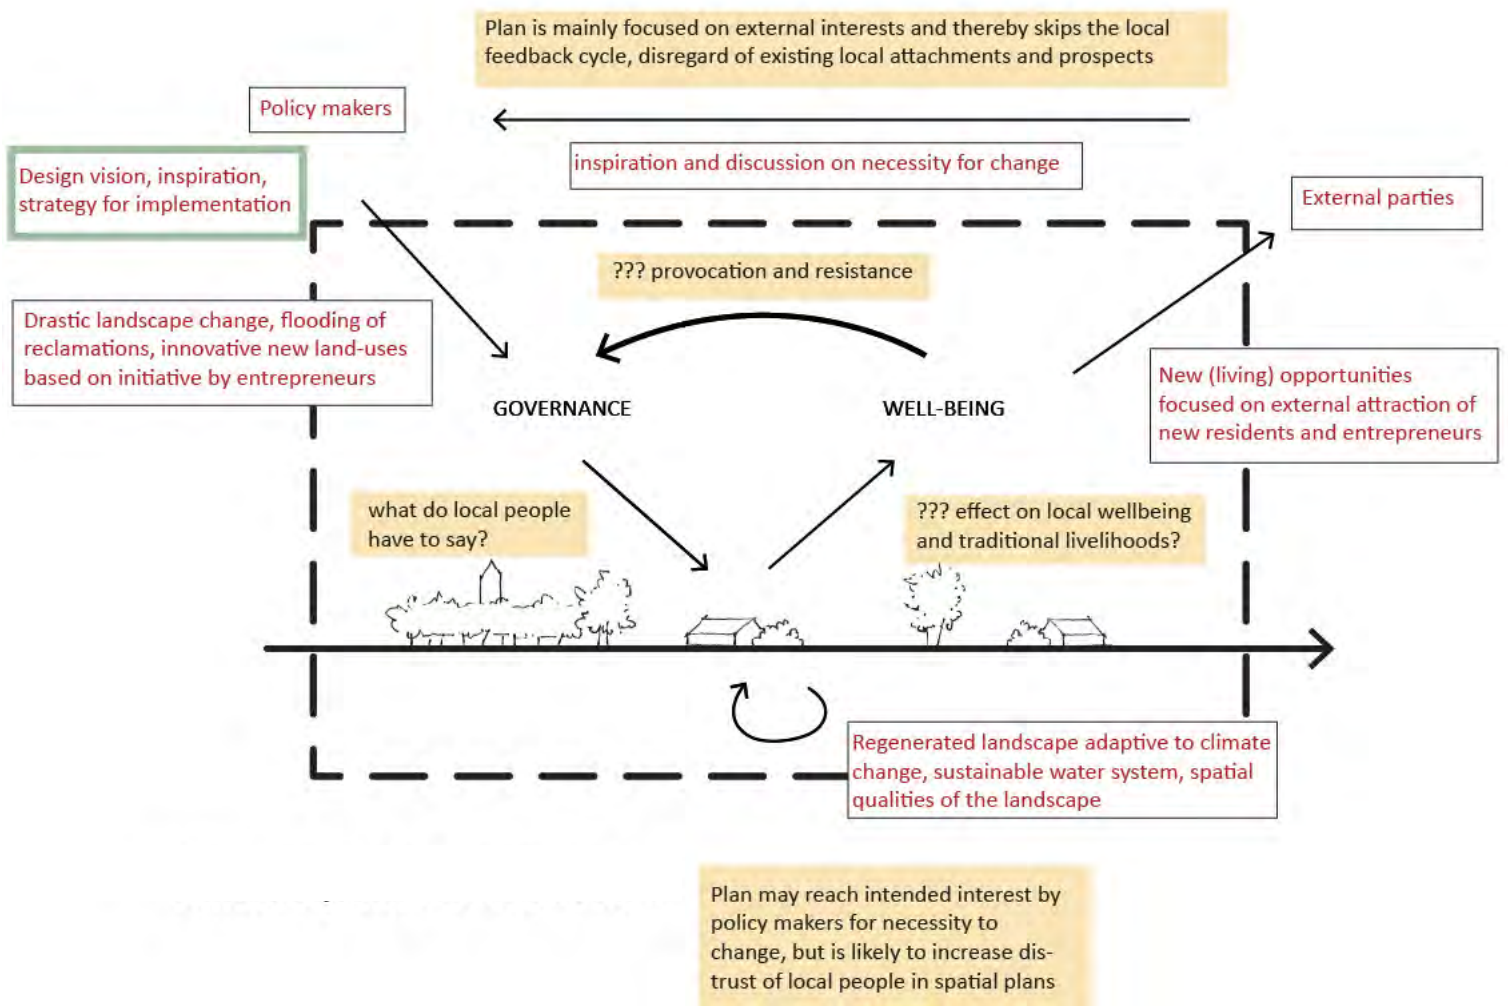 Plan is mainly focused on external interests and thereby skips the local
feedback cycle, disregard of existing local attachments and prospects
Policy makers
inspiration and discussion on necessity for change
Design vision, inspiration,
strategy for implementation
External parties
??? provocation and resistance
Drastic landscape change, flooding of
reclamations, innovative new land-uses
based on initiative by entrepreneurs
GOVERNANCE
WELL-BEING
New (living) opportunities
focused on external attraction of
new residents and entrepreneurs
what do local people
have to say?
??? effect on local wellbeing
and traditional livelihoods?
Regenerated landscape adaptive to climate
change, sustainable water system, spatial
qualities of the landscape
Plan may reach intended interest by
policy makers for necessity to
change, but is likely to increase dis-
trust of local people in spatial plans